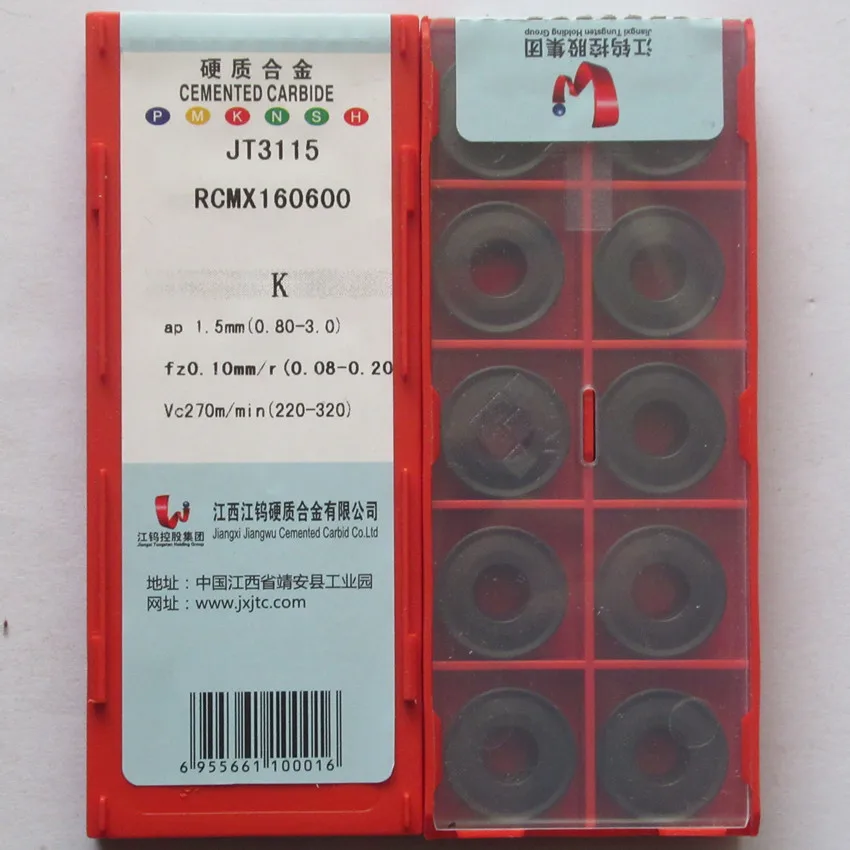 硬质合金
CEMENTED CARBIDE
P M K N S H
JT3115
RCMX160600
K
ap 1.5mm(0.80-3.0)
fz0.10mm/r(0.08-0.20
Vc270m/min(220-320)
江钨控股集团
Jiangxi Tungsten Holding Group
江西江钨硬质合金有限公司
Jiangxi Jiangwu Cemented Carbid Co.Ltd
地址：中国江西省靖安县工业园
网址：www.jxjtc.com
6 955661 100016
江钨控股集团
Jiangxi Tungsten Holding Group